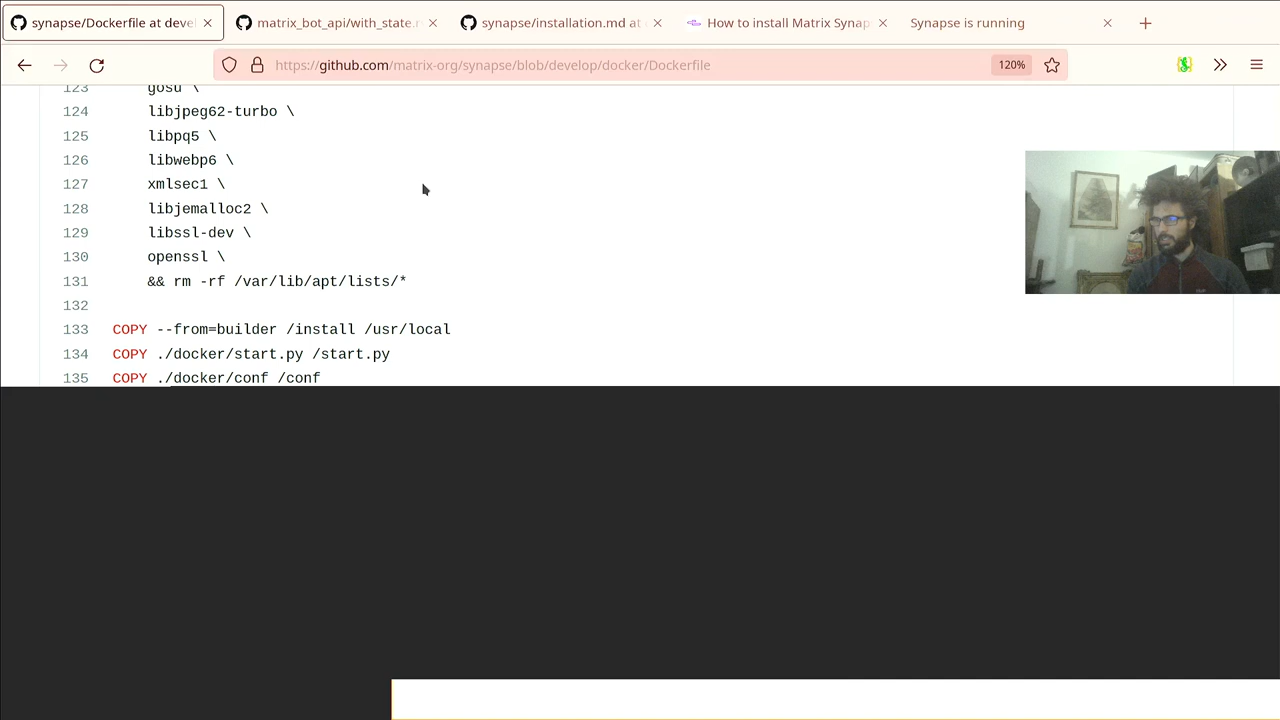 synapse/Dockerfile at deve
matrix_bot_api/with_state.r
synapse/installation.md at
How to install Matrix Synap
Synapse is running
https://github.com/matrix-org/synapse/blob/develop/docker/Dockerfile
120%
123 gosu \
124 libjpeg62-turbo \
125 libpq5 \
126 libwebp6 \
127 xmlsec1 \
128 libjemalloc2 \
129 libssl-dev \
130 openssl \
131 && rm -rf /var/lib/apt/lists/*
132
133 COPY --from=builder /install /usr/local
134 COPY ./docker/start.py /start.py
135 COPY ./docker/conf /conf